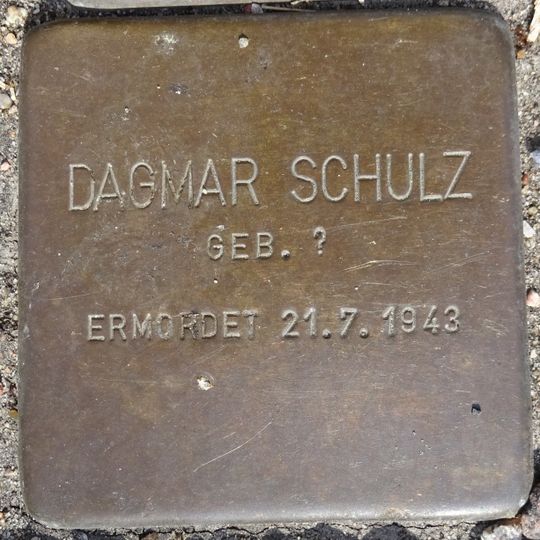 DAGMAR SCHULZ
GEB. ?
ERMORDET 21.7.1943